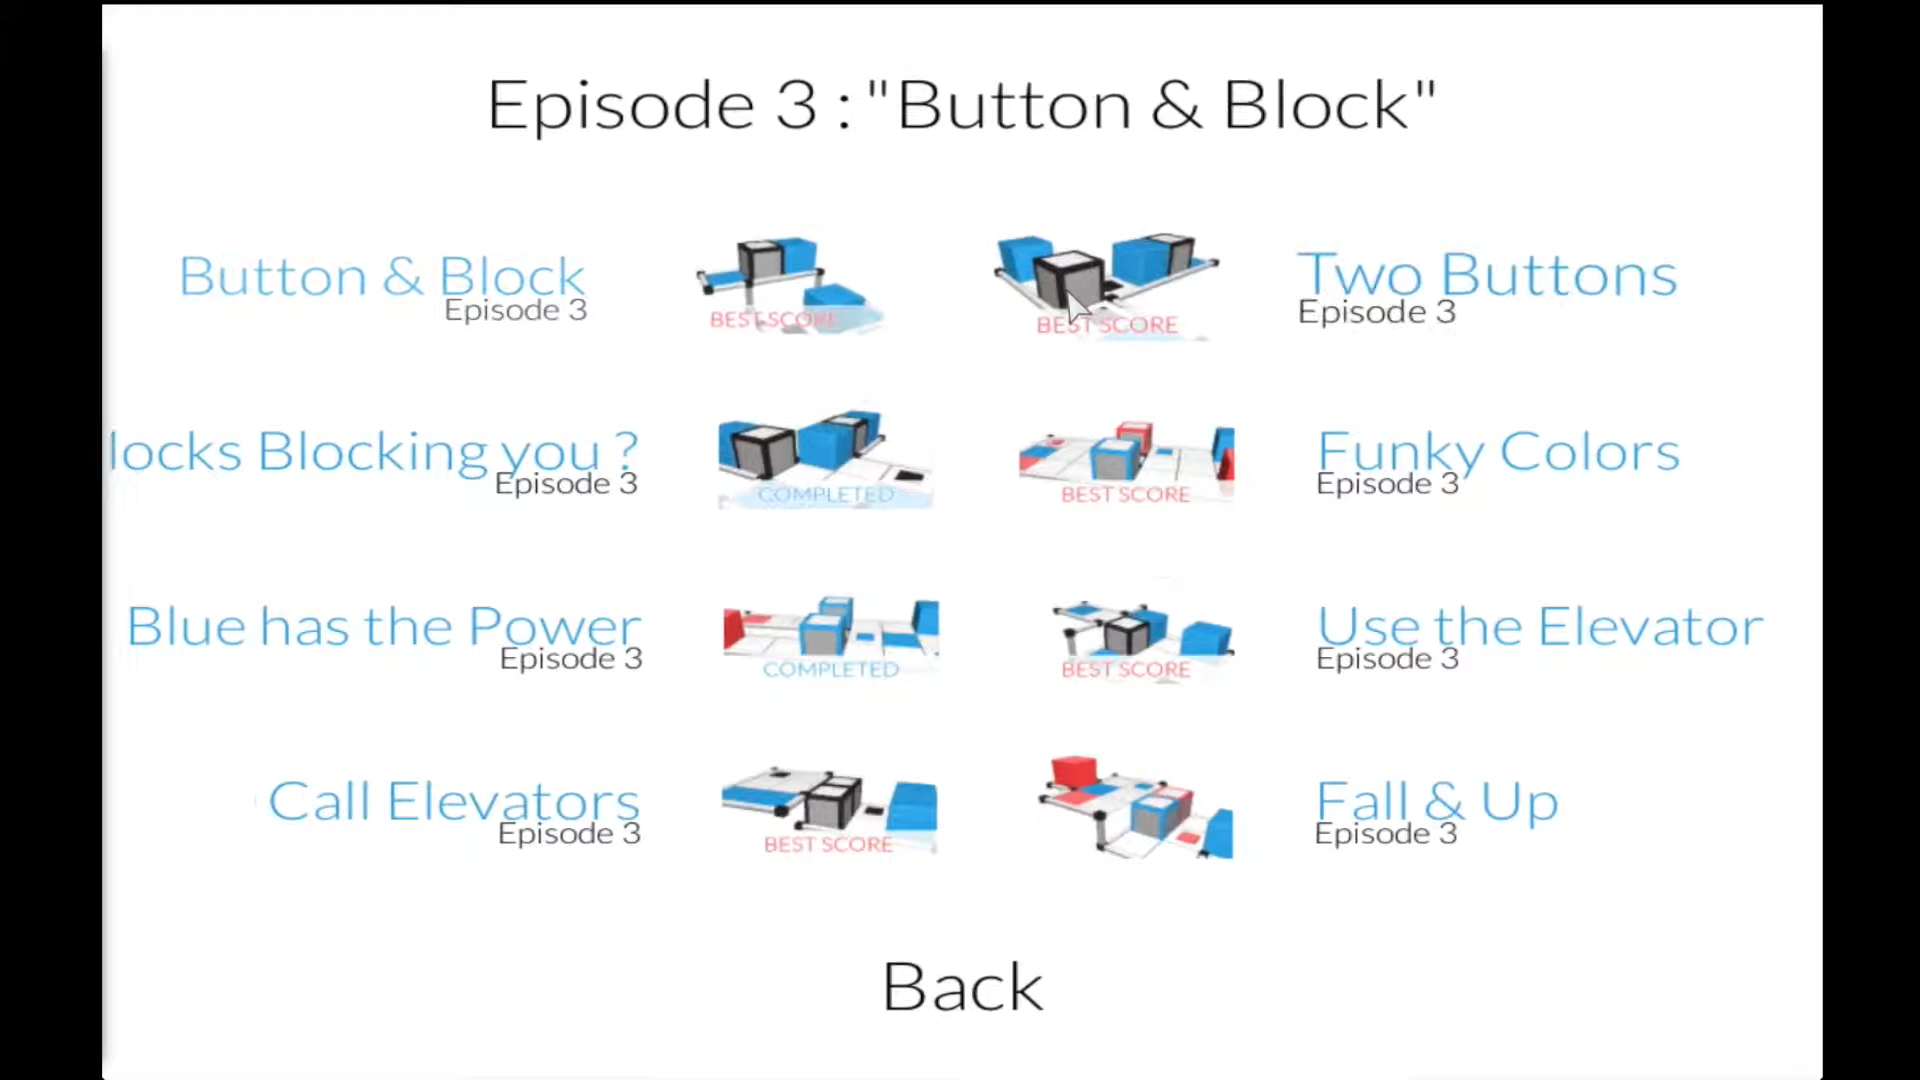 Episode 3 : "Button & Block"
Button & Block
Episode 3
BEST SCORE
BEST SCORE
Two Buttons
Episode 3
locks Blocking you ?
Episode 3
COMPLETED
BEST SCORE
Funky Colors
Episode 3
Blue has the Power
Episode 3
COMPLETED
BEST SCORE
Use the Elevator
Episode 3
Call Elevators
Episode 3
BEST SCORE
Fall & Up
Episode 3
Back